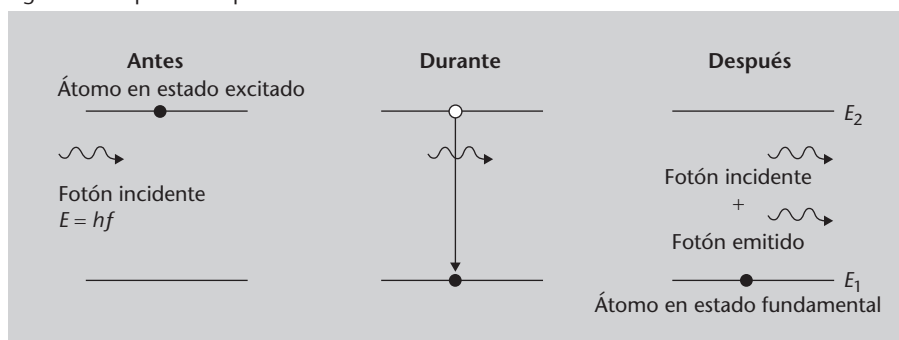 Antes
Átomo en estado excitado
Fotón incidente
E = hf
Durante
Después
E2
Fotón incidente
+
Fotón emitido
E1
Átomo en estado fundamental